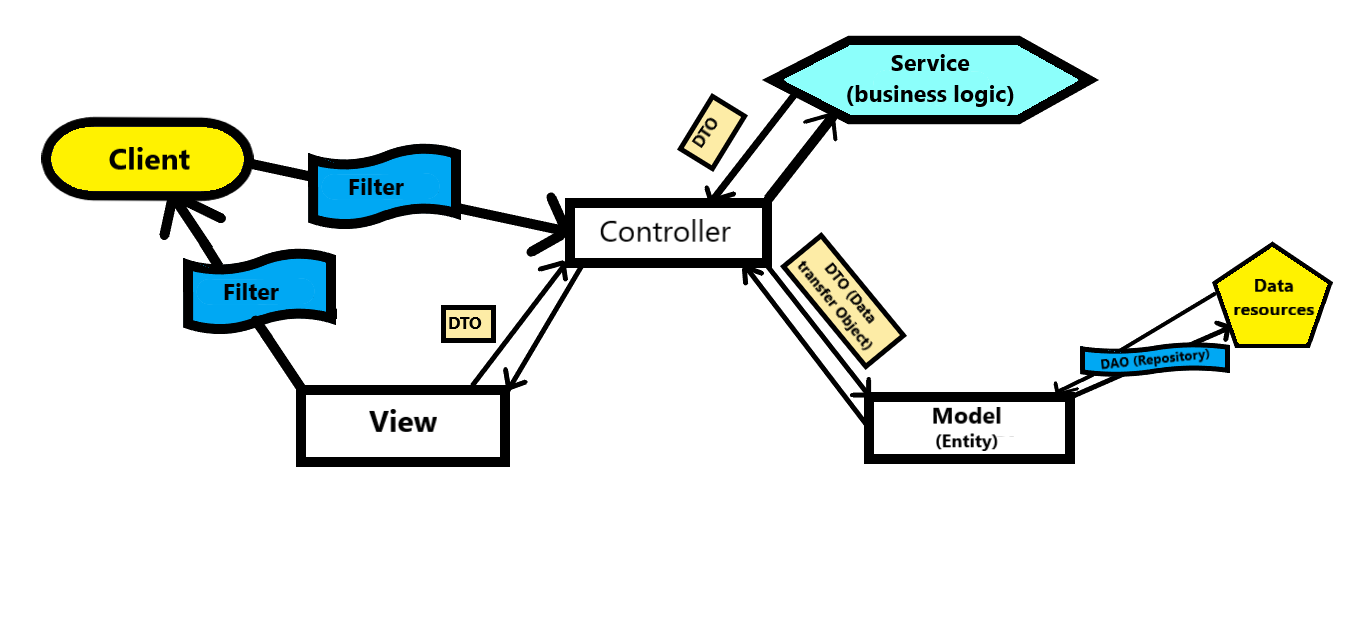 Service
(business logic)
DTO
Client
Filter
Controller
Filter
DTO
DTO (Data
transfer Object)
Data
resources
DAO (Repository)
View
Model
(Entity)